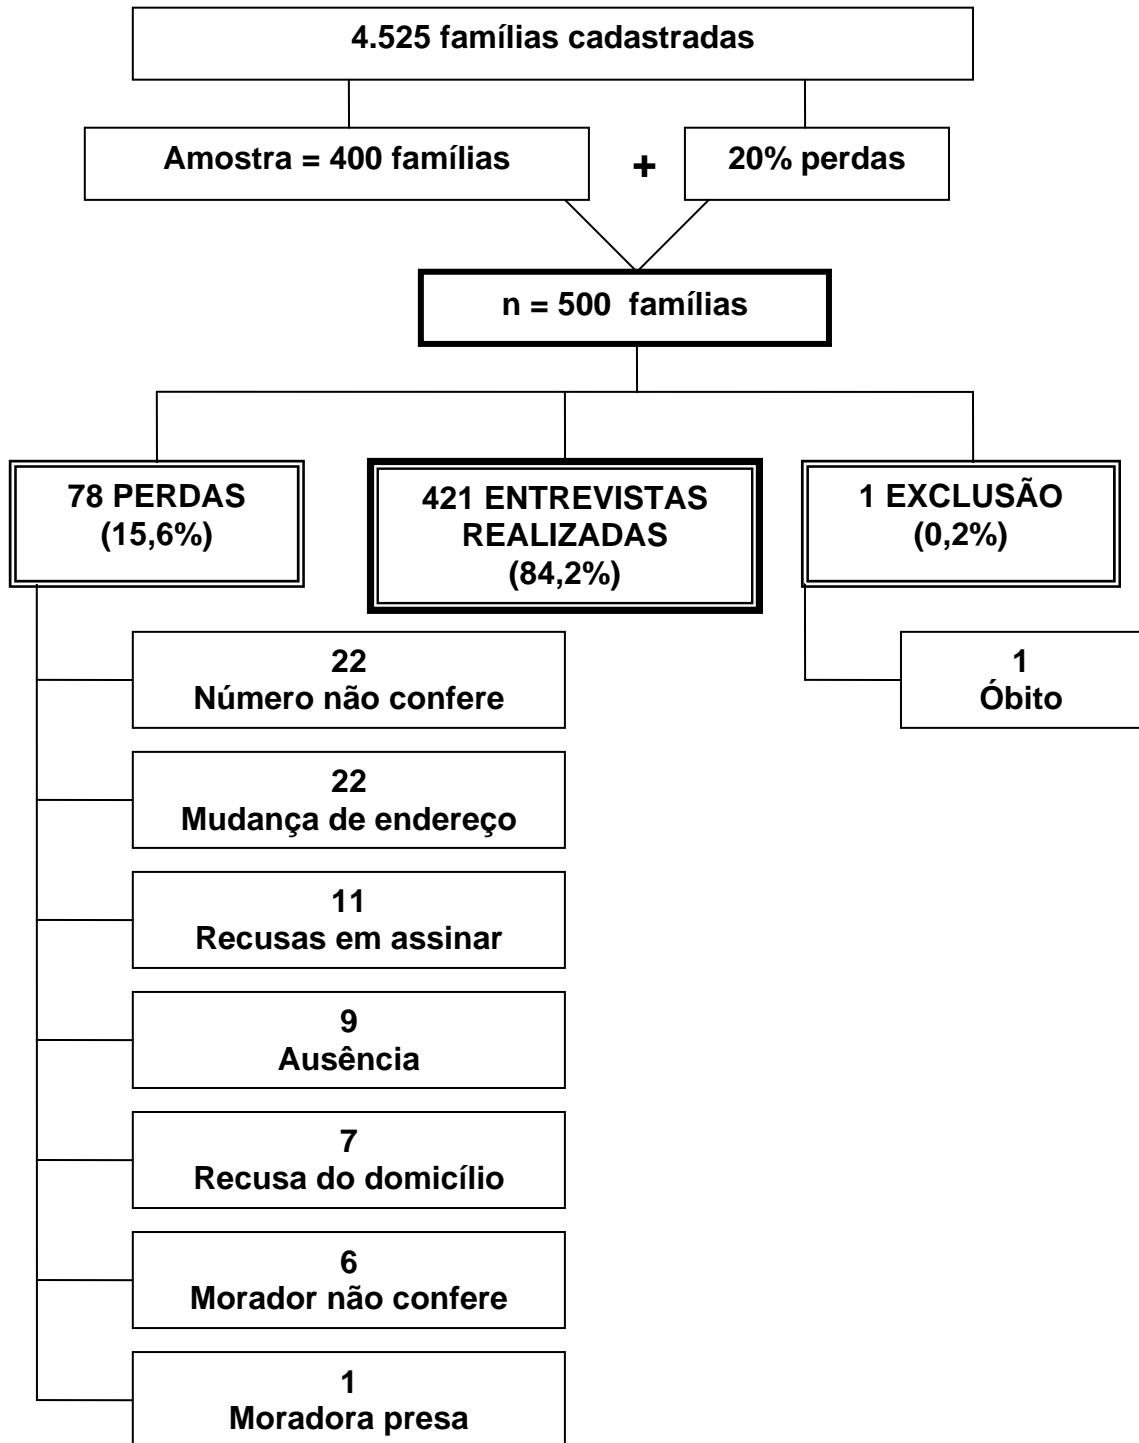 4.525 famílias cadastradas
Amostra = 400 famílias
+
20% perdas
n = 500 famílias
78 PERDAS
(15,6%)
421 ENTREVISTAS
REALIZADAS
(84,2%)
1 EXCLUSÃO
(0,2%)
22
Número não confere
1
Óbito
22
Mudança de endereço
11
Recusas em assinar
9
Ausência
7
Recusa do domicílio
6
Morador não confere
1
Moradora presa